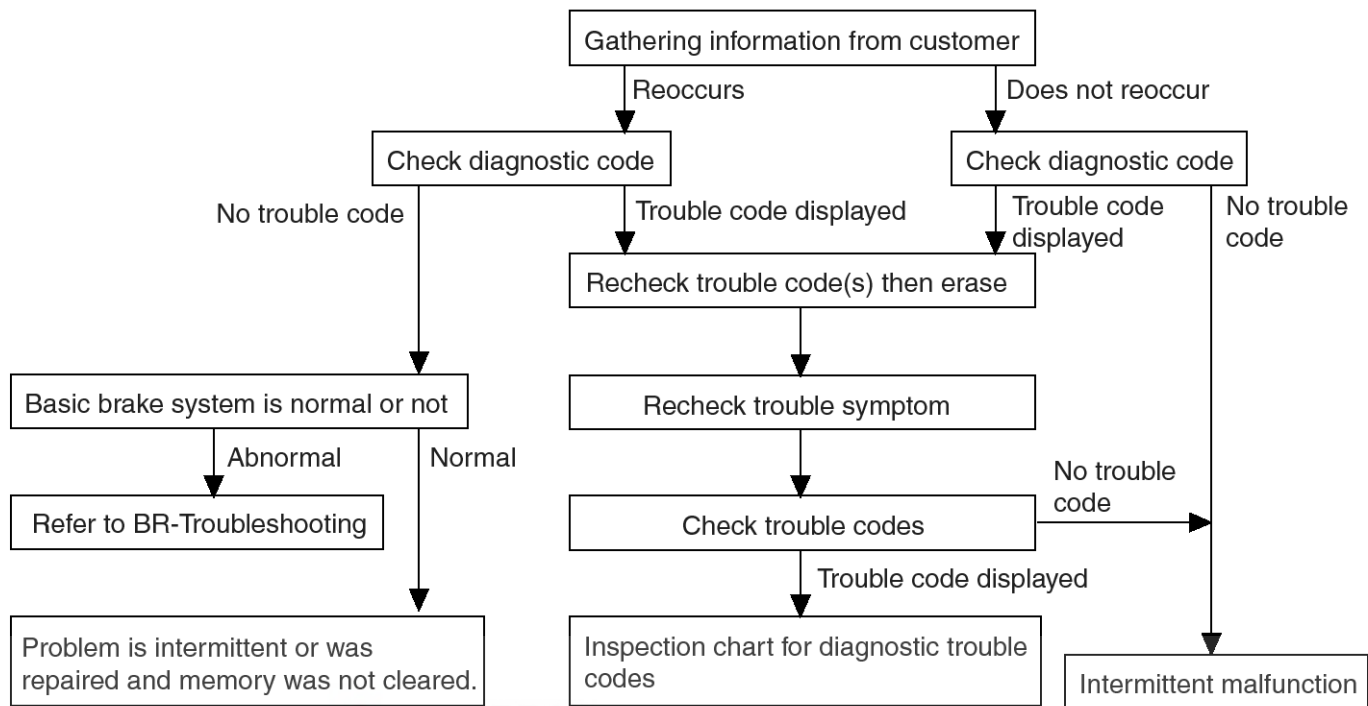 Gathering information from customer
Reoccurs
Does not reoccur
Check diagnostic code
Check diagnostic code
No trouble code
Trouble code displayed
Trouble code
displayed
No trouble
code
Recheck trouble code(s) then erase
Basic brake system is normal or not
Recheck trouble symptom
Abnormal
Normal
No trouble
code
Refer to BR-Troubleshooting
Check trouble codes
Trouble code displayed
Problem is intermittent or was
repaired and memory was not cleared.
Inspection chart for diagnostic trouble
codes
Intermittent malfunction